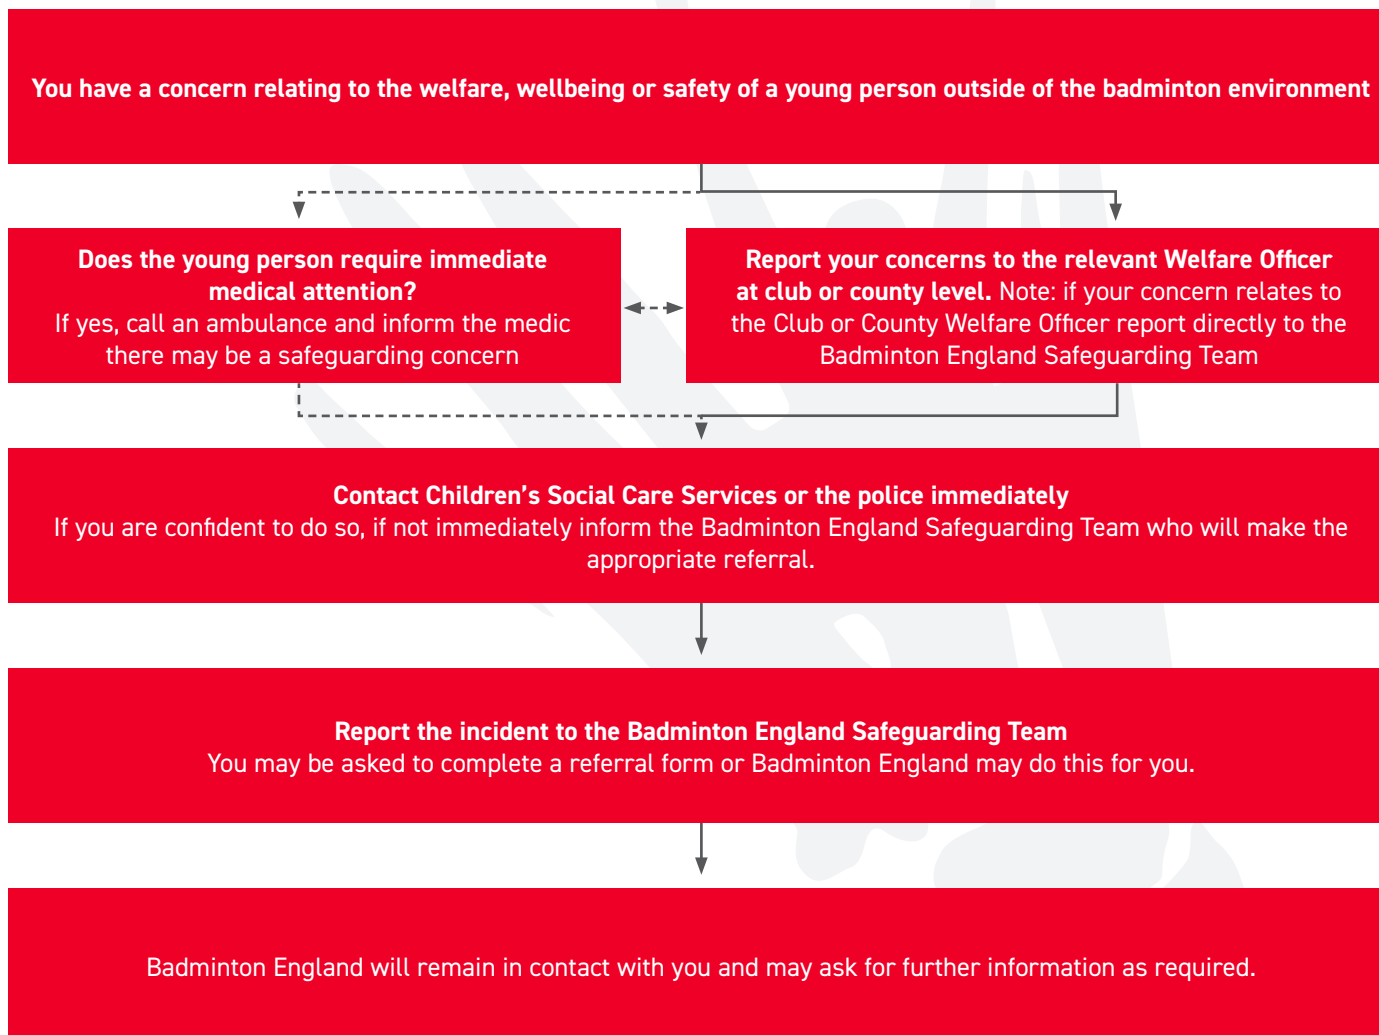 You have a concern relating to the welfare, wellbeing or safety of a young person outside of the badminton environment
Does the young person require immediate
medical attention?
If yes, call an ambulance and inform the medic
there may be a safeguarding concern
Report your concerns to the relevant Welfare Officer
at club or county level. Note: if your concern relates to
the Club or County Welfare Officer report directly to the
Badminton England Safeguarding Team
Contact Children’s Social Care Services or the police immediately
If you are confident to do so, if not immediately inform the Badminton England Safeguarding Team who will make the
appropriate referral.
Report the incident to the Badminton England Safeguarding Team
You may be asked to complete a referral form or Badminton England may do this for you.
Badminton England will remain in contact with you and may ask for further information as required.